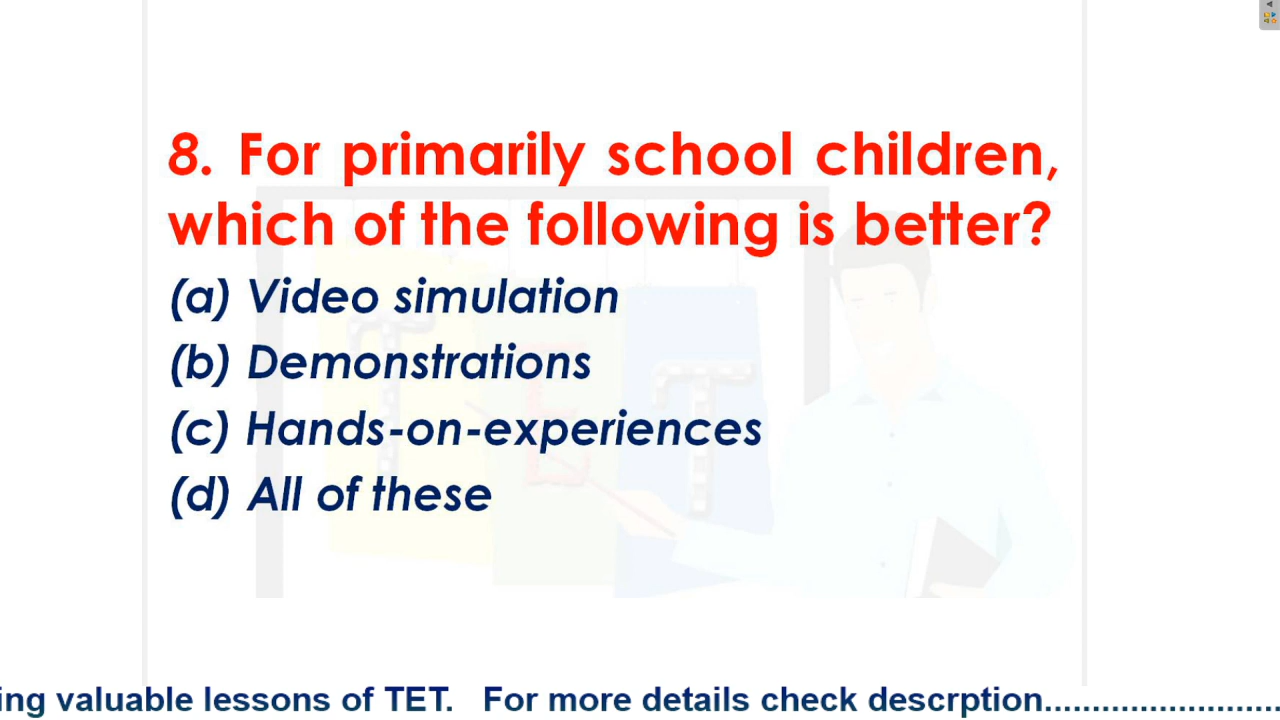 8. For primarily school children,
which of the following is better?
(a) Video simulation
(b) Demonstrations
(c) Hands-on-experiences
(d) All of these
T E T
ing valuable lessons of TET. For more details check descrption...........................